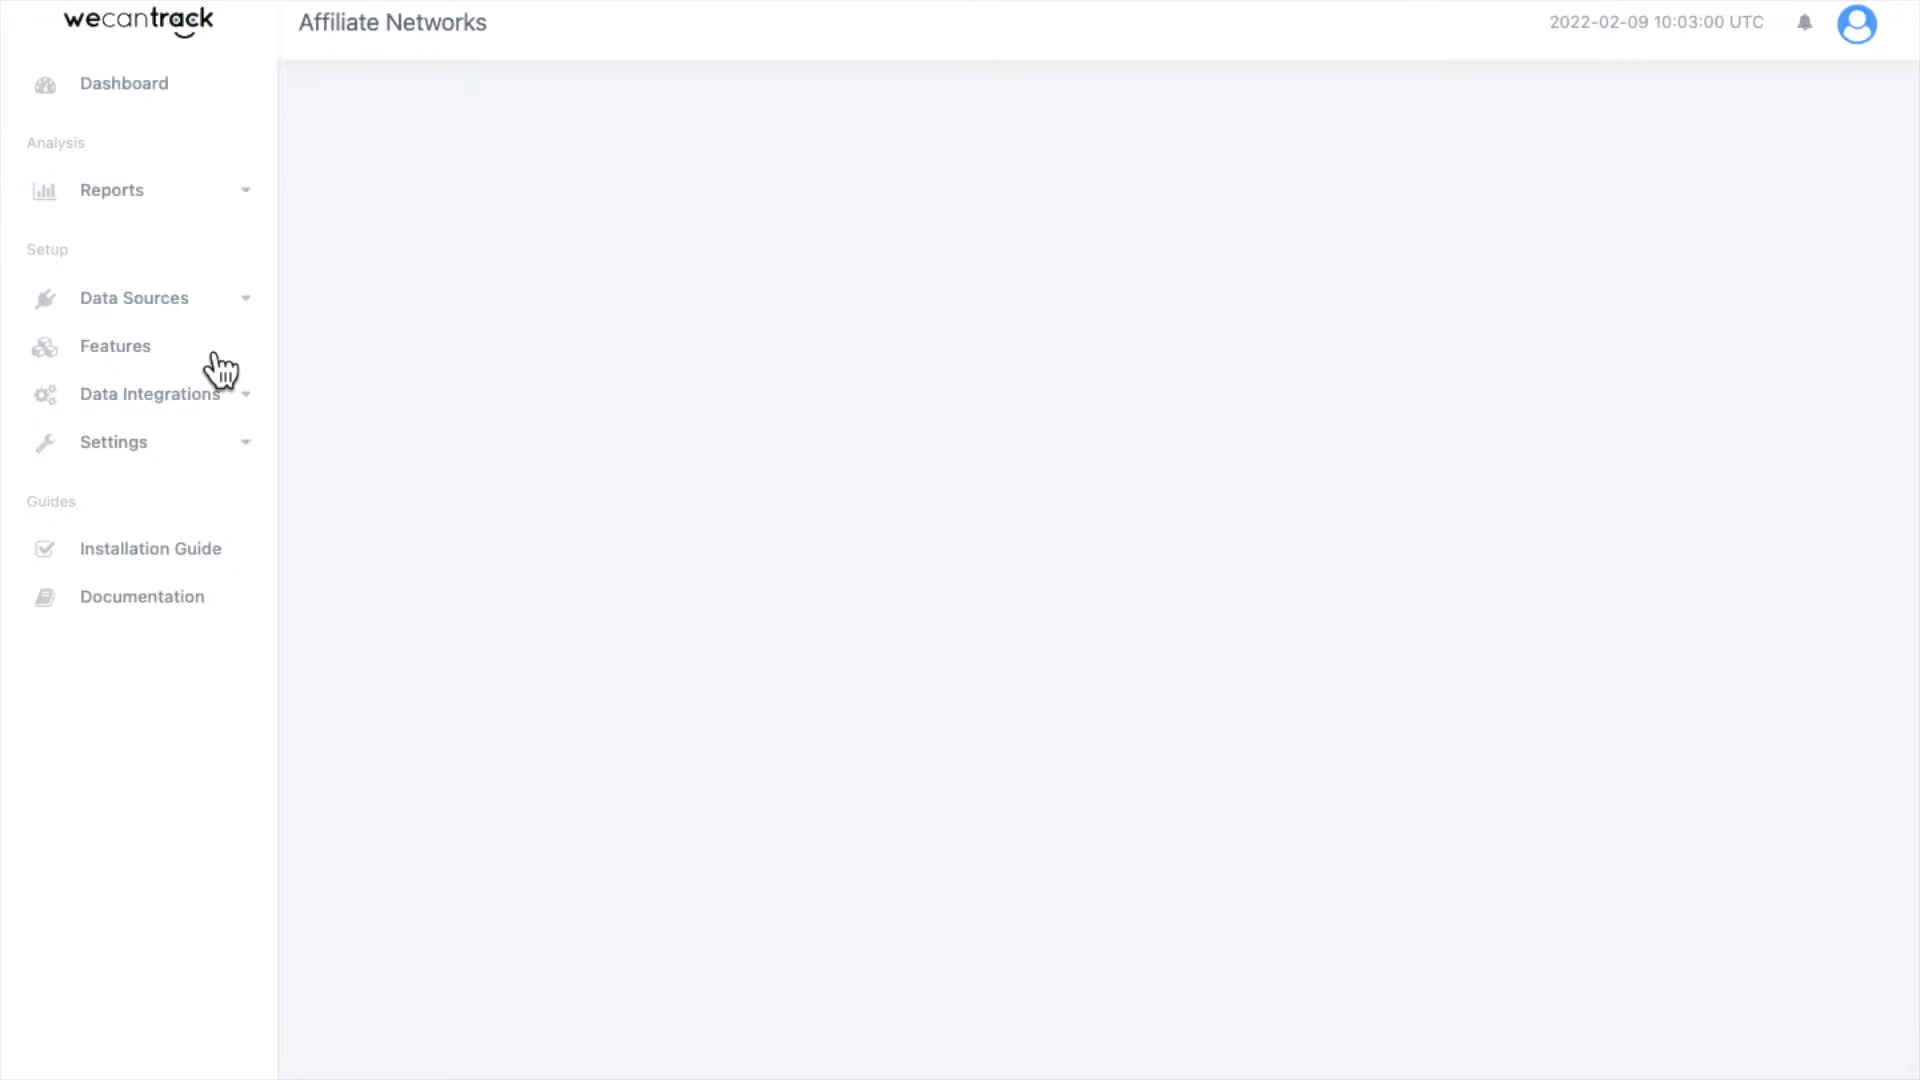 wecantrack
Affiliate Networks
2022-02-09 10:03:00 UTC
Dashboard
Analysis
Reports
Setup
Data Sources
Features
Data Integrations
Settings
Guides
Installation Guide
Documentation